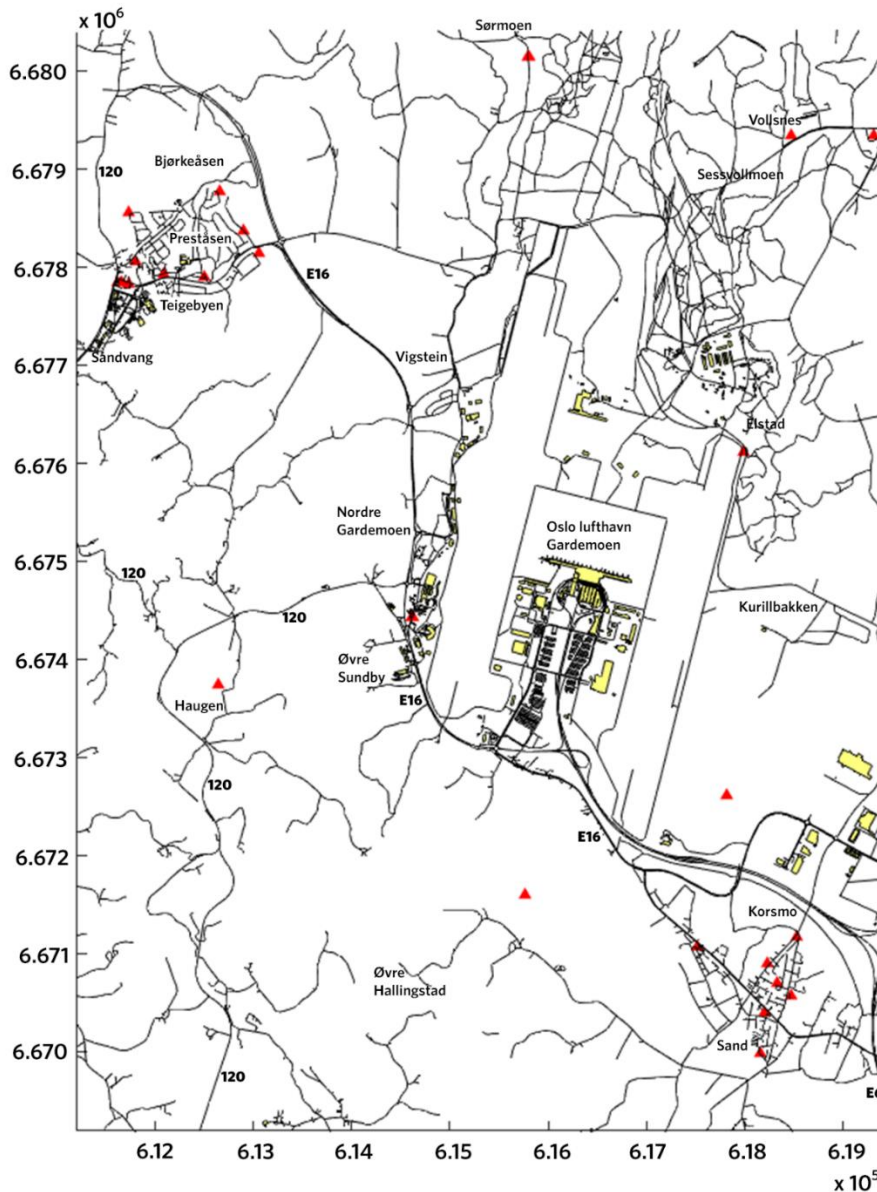 x 10⁶
Sørmoen
6.680
Vollsnes
6.679
Bjørkeåsen
120
Sessvollmoen
Preståsen
6.678
E16
Teigebyen
6.677
Sandvang
Vigstein
Elstad
6.676
Nordre
Gardemoen
Oslo lufthavn
Gardemoen
6.675
120
120
Kurillbakken
6.674
Øvre
Sundby
Haugen
E16
6.673
120
E16
6.672
Korsmo
6.671
Øvre
Hallingstad
Sand
6.670
120
E6
6.12
6.13
6.14
6.15
6.16
6.17
6.18
6.19
x 10⁵